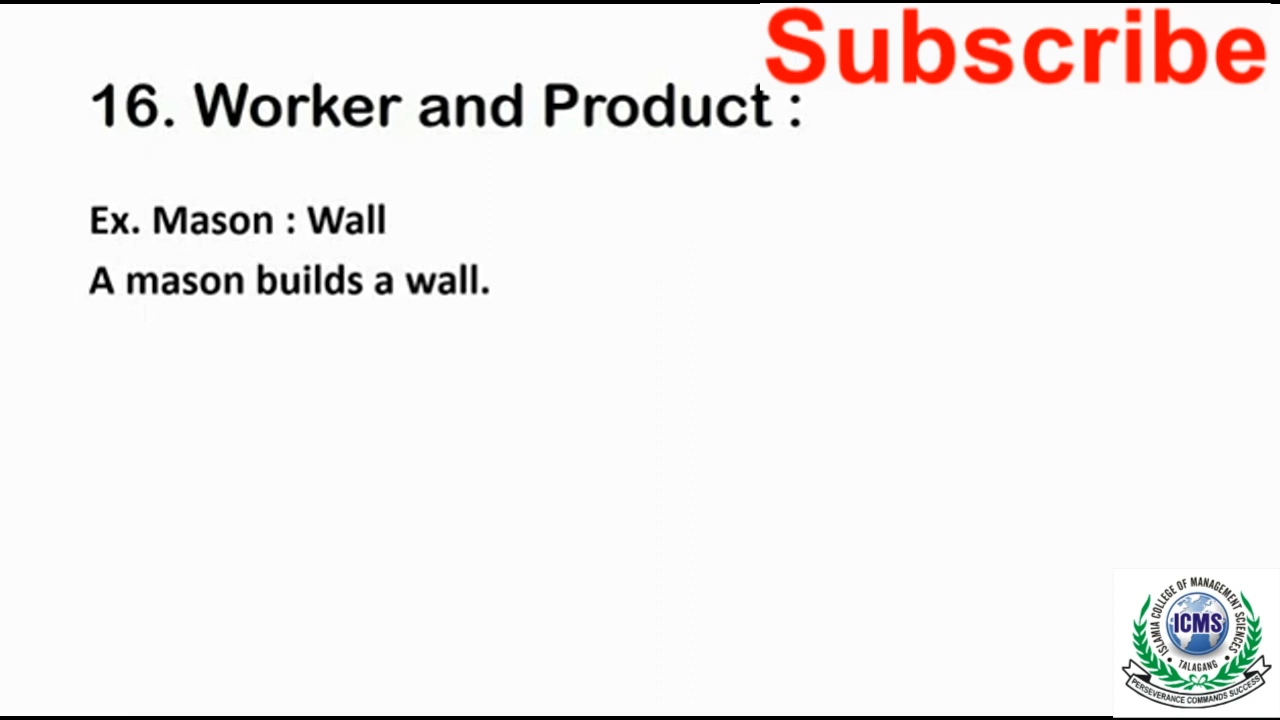 Subscribe
16. Worker and Product :
Ex. Mason : Wall
A mason builds a wall.
ISLAMIA COLLEGE OF MANAGEMENT SCIENCES
ICMS
• TALAGANG •
PERSEVERANCE COMMANDS SUCCESS